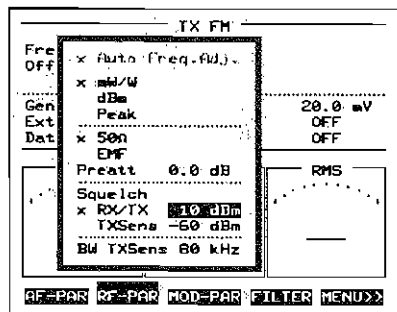 TX FM
Fre
Off
x Auto Freq.Adj.
x mW/W
dBm
Peak
Gen 20.0 mV
Ext OFF
Dat OFF
x 50Ω
EMF
Preatt 0.0 dB
Squelch
x RX/TX 10 dBm
TXSens -60 dBm
BW TXSens 80 kHz
RMS
AF-PAR RF-PAR MOD-PAR FILTER MENU>>